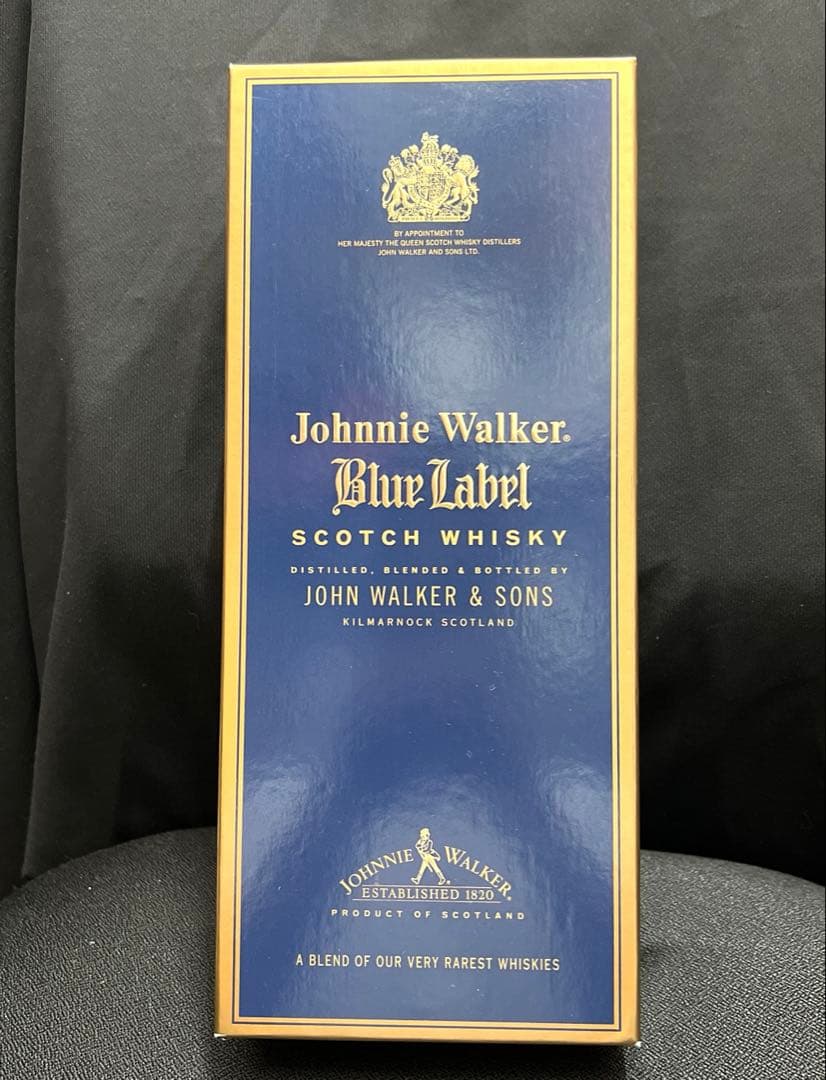 BY APPOINTMENT TO
HER MAJESTY THE QUEEN SCOTCH WHISKY DISTILLERS
JOHN WALKER AND SONS LTD.
Johnnie Walker®
Blue Label
SCOTCH WHISKY
DISTILLED, BLENDED & BOTTLED BY
JOHN WALKER & SONS
KILMARNOCK SCOTLAND
JOHNNIE WALKER®
ESTABLISHED 1820
PRODUCT OF SCOTLAND
A BLEND OF OUR VERY RAREST WHISKIES